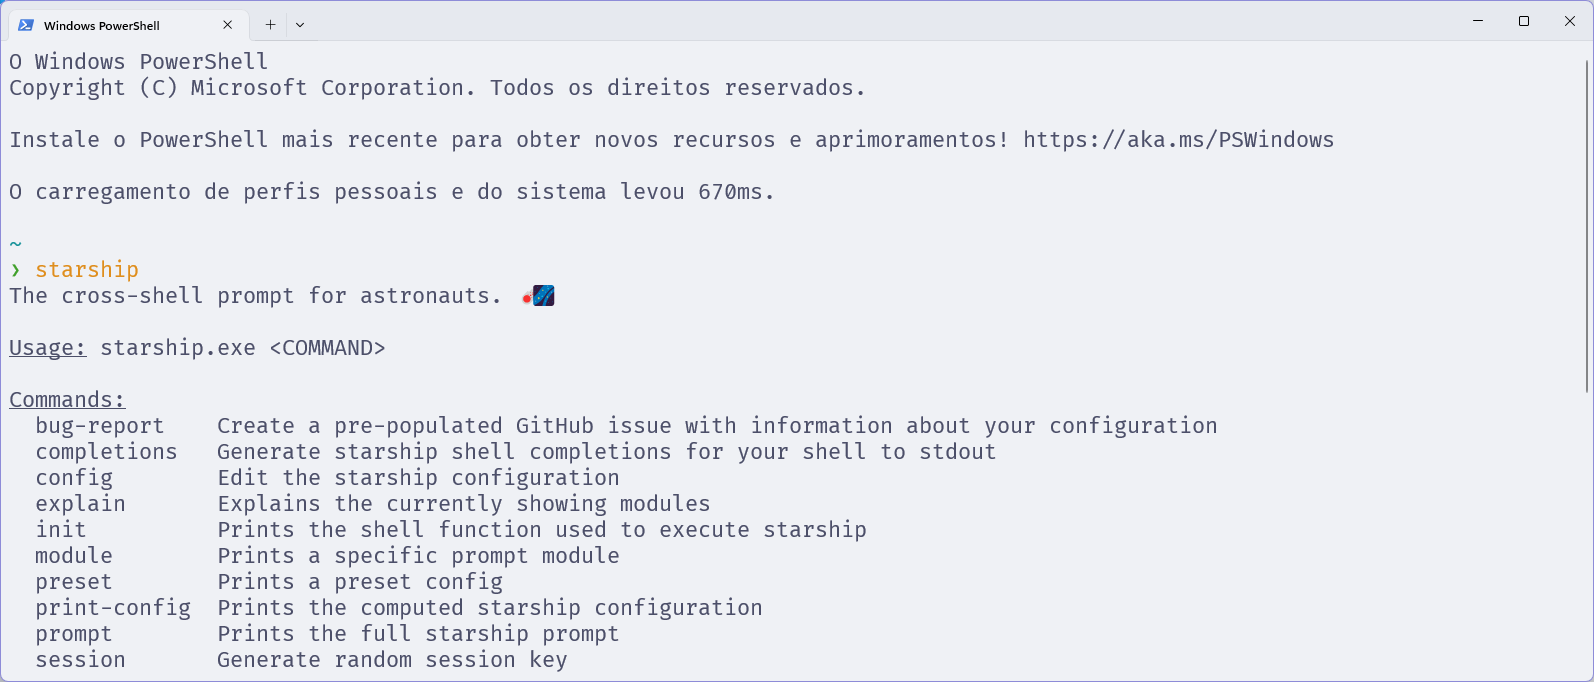 Windows PowerShell
O Windows PowerShell
Copyright (C) Microsoft Corporation. Todos os direitos reservados.
Instale o PowerShell mais recente para obter novos recursos e aprimoramentos! https://aka.ms/PSWindows
O carregamento de perfis pessoais e do sistema levou 670ms.
~
❯ starship
The cross-shell prompt for astronauts. ☄🌌
Usage: starship.exe <COMMAND>
Commands:
bug-report Create a pre-populated GitHub issue with information about your configuration
completions Generate starship shell completions for your shell to stdout
config Edit the starship configuration
explain Explains the currently showing modules
init Prints the shell function used to execute starship
module Prints a specific prompt module
preset Prints a preset config
print-config Prints the computed starship configuration
prompt Prints the full starship prompt
session Generate random session key